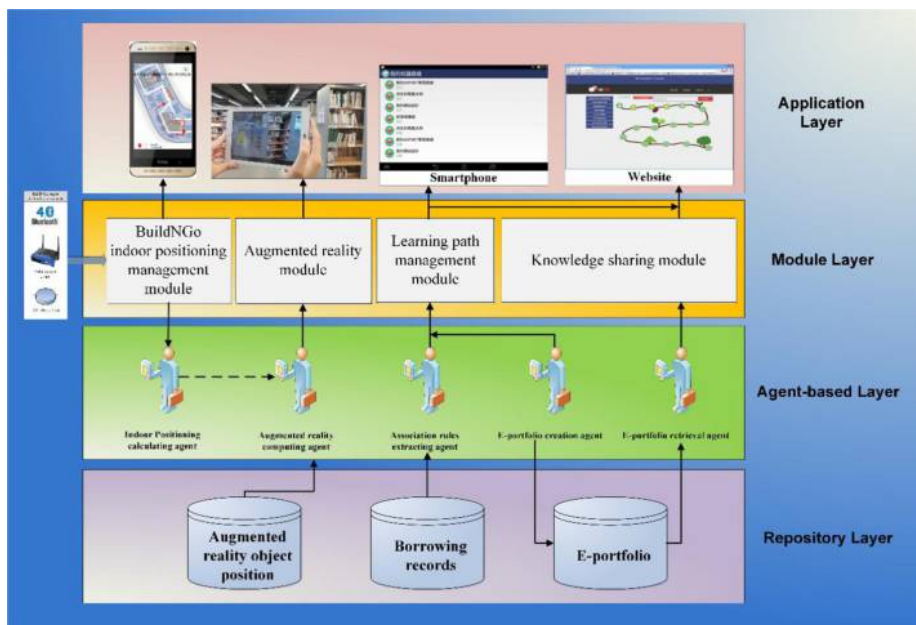 Application
Layer
Smartphone
Website
40
Bluetooth
BuildNGo
indoor positioning
management
module
Augmented reality
module
Learning path
management
module
Knowledge sharing module
Module Layer
Agent-based Layer
Indoor Positioning
calculating agent
Augmented reality
computing agent
Association rules
extracting agent
E-portfolio creation agent
E-portfolio retrieval agent
Augmented
reality object
position
Borrowing
records
E-portfolio
Repository Layer